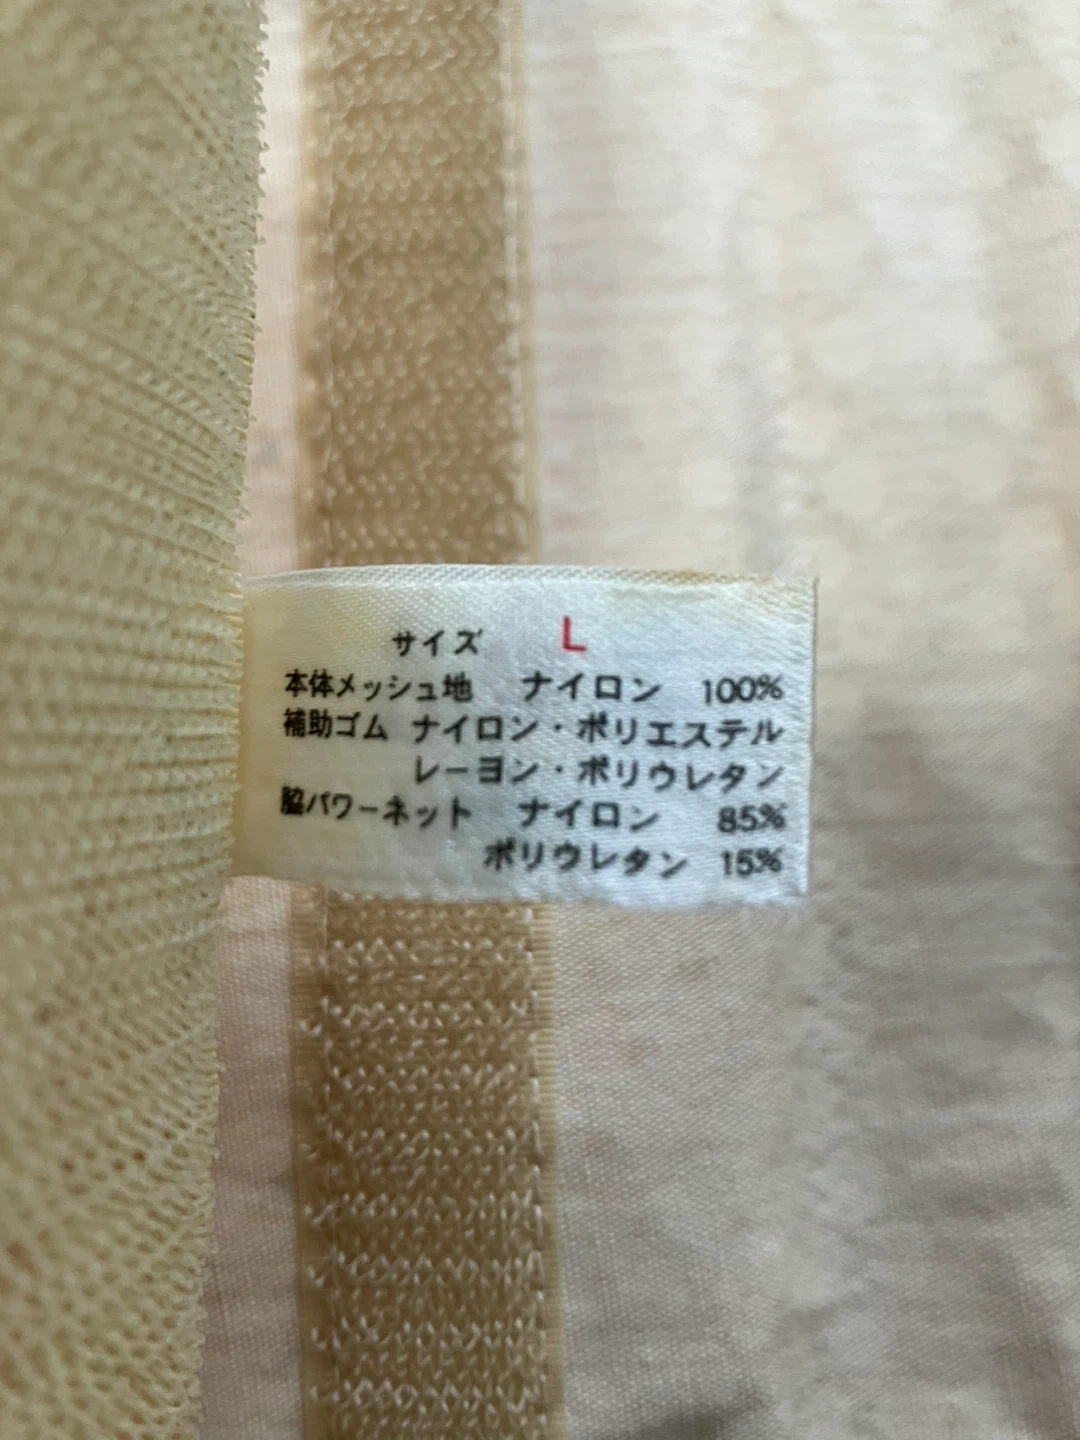 サイズ L
本体メッシュ地 ナイロン 100%
補助ゴム ナイロン・ポリエステル
レーヨン・ポリウレタン
脇パワーネット ナイロン 85%
ポリウレタン 15%